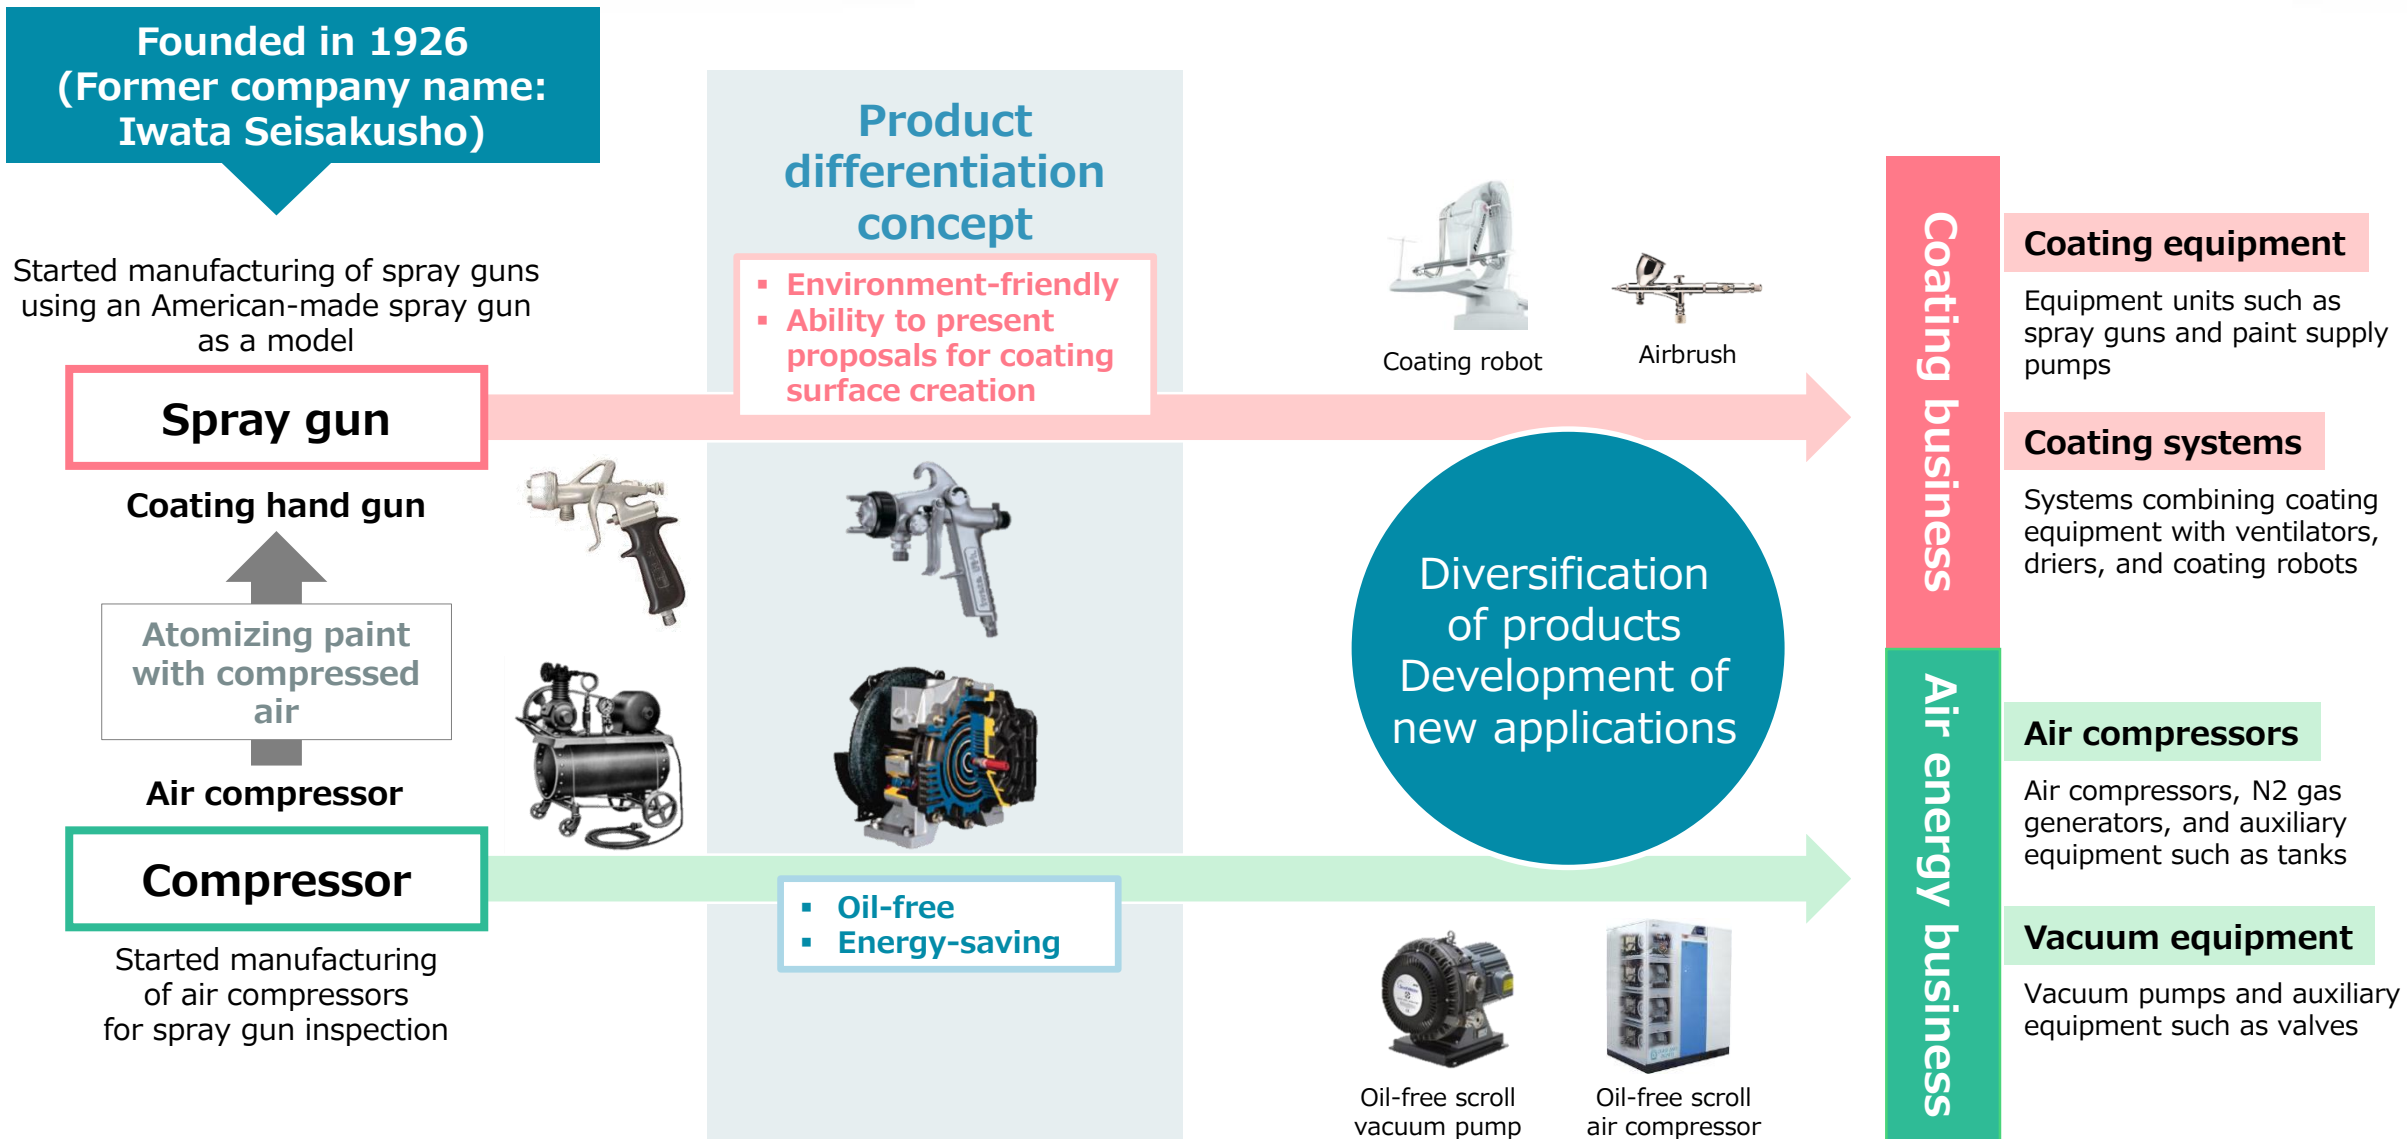 Founded in 1926
(Former company name:
Iwata Seisakusho)
Started manufacturing of spray guns
using an American-made spray gun
as a model
Spray gun
Coating hand gun
Atomizing paint
with compressed
air
Air compressor
Compressor
Started manufacturing
of air compressors
for spray gun inspection
Product
differentiation
concept
▪ Environment-friendly
▪ Ability to present
proposals for coating
surface creation
▪ Oil-free
▪ Energy-saving
Coating robot
Airbrush
Diversification
of products
Development of
new applications
Oil-free scroll
vacuum pump
Oil-free scroll
air compressor
Coating business
Coating equipment
Equipment units such as
spray guns and paint supply
pumps
Coating systems
Systems combining coating
equipment with ventilators,
driers, and coating robots
Air energy business
Air compressors
Air compressors, N2 gas
generators, and auxiliary
equipment such as tanks
Vacuum equipment
Vacuum pumps and auxiliary
equipment such as valves